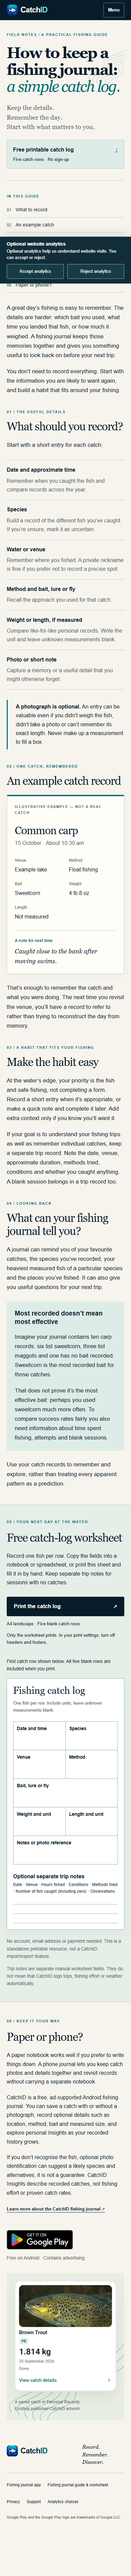 CatchID
Menu
FIELD NOTES / A PRACTICAL FISHING GUIDE
How to keep a
fishing journal:
a simple catch log.
Keep the details.
Remember the day.
Start with what matters to you.
Free printable catch log ↓
Five catch rows · No sign-up
IN THIS GUIDE
01 What to record
02 An example catch
Optional website analytics
Optional analytics help us understand website visits. You
can accept or reject.
Accept analytics
Reject analytics
06 Paper or phone?
A great day's fishing is easy to remember. The
details are harder: which bait you used, what
time you landed that fish, or how much it
weighed. A fishing journal keeps those
memories together and gives you something
useful to look back on before your next trip.
You don't need to record everything. Start with
the information you are likely to want again,
and build a habit that fits around your fishing.
01 / THE USEFUL DETAILS
What should you record?
Start with a short entry for each catch:
Date and approximate time
Remember when you caught the fish and
compare records across the year.
Species
Build a record of the different fish you've caught.
If you're unsure, mark it as uncertain.
Water or venue
Remember where you fished. A private nickname
is fine if you prefer not to record a precise spot.
Method and bait, lure or fly
Recall the approach you used for that catch.
Weight or length, if measured
Compare like-for-like personal records. Write the
unit and leave unknown measurements blank.
Photo or short note
Capture a memory or a useful detail that you
might otherwise forget.
A photograph is optional. An entry can be
valuable even if you didn't weigh the fish,
didn't take a photo or can't remember its
exact length. Never make up a measurement
to fill a box.
02 / ONE CATCH, REMEMBERED
An example catch record
ILLUSTRATIVE EXAMPLE — NOT A REAL
CATCH
Common carp
15 October · About 10:30 am
Venue
Example lake
Method
Float fishing
Bait
Sweetcorn
Weight
4 lb 8 oz
Length
Not measured
A note for next time
Caught close to the bank after
moving swims.
That's enough to remember the catch and
what you were doing. The next time you revisit
the venue, you'll have a record to refer to
rather than trying to reconstruct the day from
memory.
03 / A HABIT THAT FITS YOUR FISHING
Make the habit easy
At the water's edge, your priority is the fish
and safe fishing, not completing a form.
Record a short entry when it's appropriate, or
make a quick note and complete it later. Add
extra context only if you know you'll want it.
If your goal is to understand your fishing trips
as well as remember individual catches, keep
a separate trip record. Note the date, venue,
approximate duration, methods tried,
and whether you caught anything.
A blank session belongs in a trip record too.
04 / LOOKING BACK
What can your fishing
journal tell you?
A journal can remind you of your favourite
venues, species you catch regularly, your
heaviest measured fish of a particular species
and the places you've fished. It can also give
you useful questions for your next trip.
Most recorded doesn't mean
most effective
Imagine your journal contains ten carp
records: six list sweetcorn, three list
maggots and one has no bait recorded.
Sweetcorn is the most recorded bait for
those catches.
That does not prove it's the most
effective bait: perhaps you used
sweetcorn much more often. To
compare success rates fairly you also
need information about time spent
fishing, attempts and blank sessions.
Use your catch records to remember and
explore, rather than treating every apparent
pattern as a prediction.
05 / YOUR NEXT DAY AT THE WATER
Free catch-log worksheet
Record one fish per row. Copy the fields into a
notebook or spreadsheet, or print this sheet and
fill it in by hand. Keep separate trip notes for
sessions with no catches.
Print the catch log ↗
A4 landscape · Five blank catch rows
Only the worksheet prints. In your print settings, turn off
headers and footers.
First catch row shown below. All five blank rows are
included when you print.
Fishing catch log
One fish per row. Include units; leave unknown
measurements blank.
Date and time
Species
Venue
Method
Bait, lure or fly
Weight and unit
Length and unit
Notes or photo reference
Optional separate trip notes
Date Venue Hours fished Conditions Methods tried
Number of fish caught (including zero) Observations
No account, email address or payment needed. This is a
standalone printable resource, not a CatchID
import/export feature.
Trip notes are separate manual worksheet fields. They do
not mean that CatchID logs trips, fishing effort or weather
automatically.
06 / KEEP IT YOUR WAY
Paper or phone?
A paper notebook works well if you prefer to write
things down. A phone journal lets you keep catch
photos and details together, browse your history
and revisit particular venues or species without
carrying or copying a separate notebook.
CatchID is a free, ad-supported Android fishing
journal. You can save a catch with or without a
photograph, record optional details such as
bait, method, measured weight and size, and
explore personal insights as your recorded
history grows.
If you don't recognise the fish, optional photo
identification can suggest a likely species and
alternatives; it is not a guarantee. CatchID
Insights describe recorded catches, not fishing
effort or proven catch rates.
Learn more about the CatchID fishing journal ↗
GET IT ON
Google Play
Free on Android · Contains advertising
Brown Trout
PB
1.814 kg
View catch details ›
A saved catch in Personal Records.
Existing published CatchID artwork
CatchID
Record.
Remember.
Discover.
Fishing journal app
Fishing journal guide & worksheet
Privacy
Support
Analytics choices
Google Play and the Google Play logo are trademarks of Google LLC.